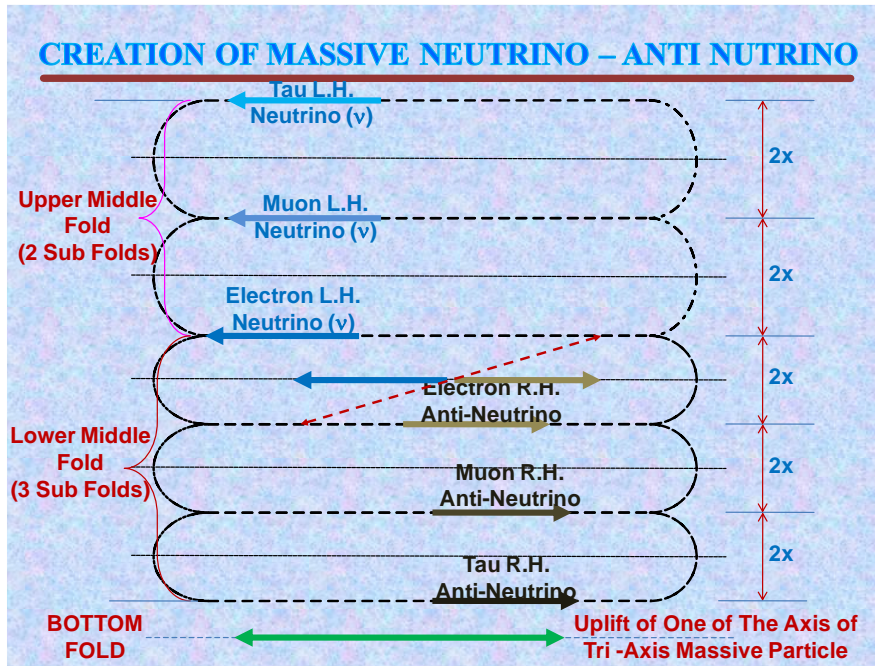 CREATION OF MASSIVE NEUTRINO – ANTI NUTRINO
Tau L.H.
Neutrino (ν)
2x
Upper Middle
Fold
(2 Sub Folds)
Muon L.H.
Neutrino (ν)
2x
Electron L.H.
Neutrino (ν)
2x
Electron R.H.
Anti-Neutrino
Lower Middle
Fold
(3 Sub Folds)
Muon R.H.
Anti-Neutrino
2x
Tau R.H.
Anti-Neutrino
2x
BOTTOM
FOLD
Uplift of One of The Axis of
Tri -Axis Massive Particle